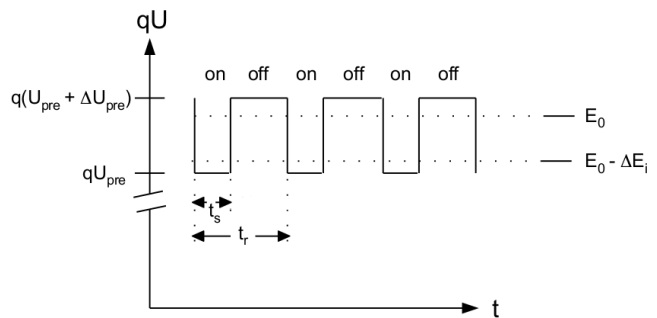 qU
on off on off on off
q(U_pre + ΔU_pre)
E_0
E_0 - ΔE_i
qU_pre
t_s
t_r
t